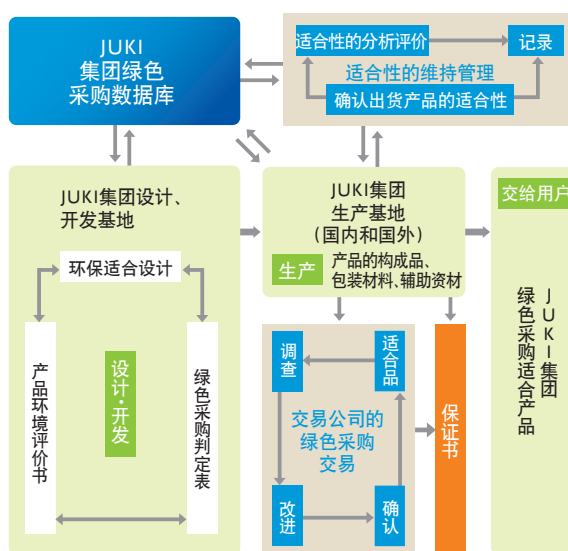 JUKI
集团绿色
采购数据库
适合性的分析评价
记录
适合性的维持管理
确认出货产品的适合性
JUKI集团设计、
开发基地
环保适合设计
产品环境评价书
设计·开发
绿色采购判定表
JUKI集团
生产基地
（国内和国外）
生产
产品的构成品、
包装材料、辅助资材
调查
适合品
交易公司的
绿色采购
交易
改进
确认
保证书
交给用户
JUKI集团
绿色采购适合产品